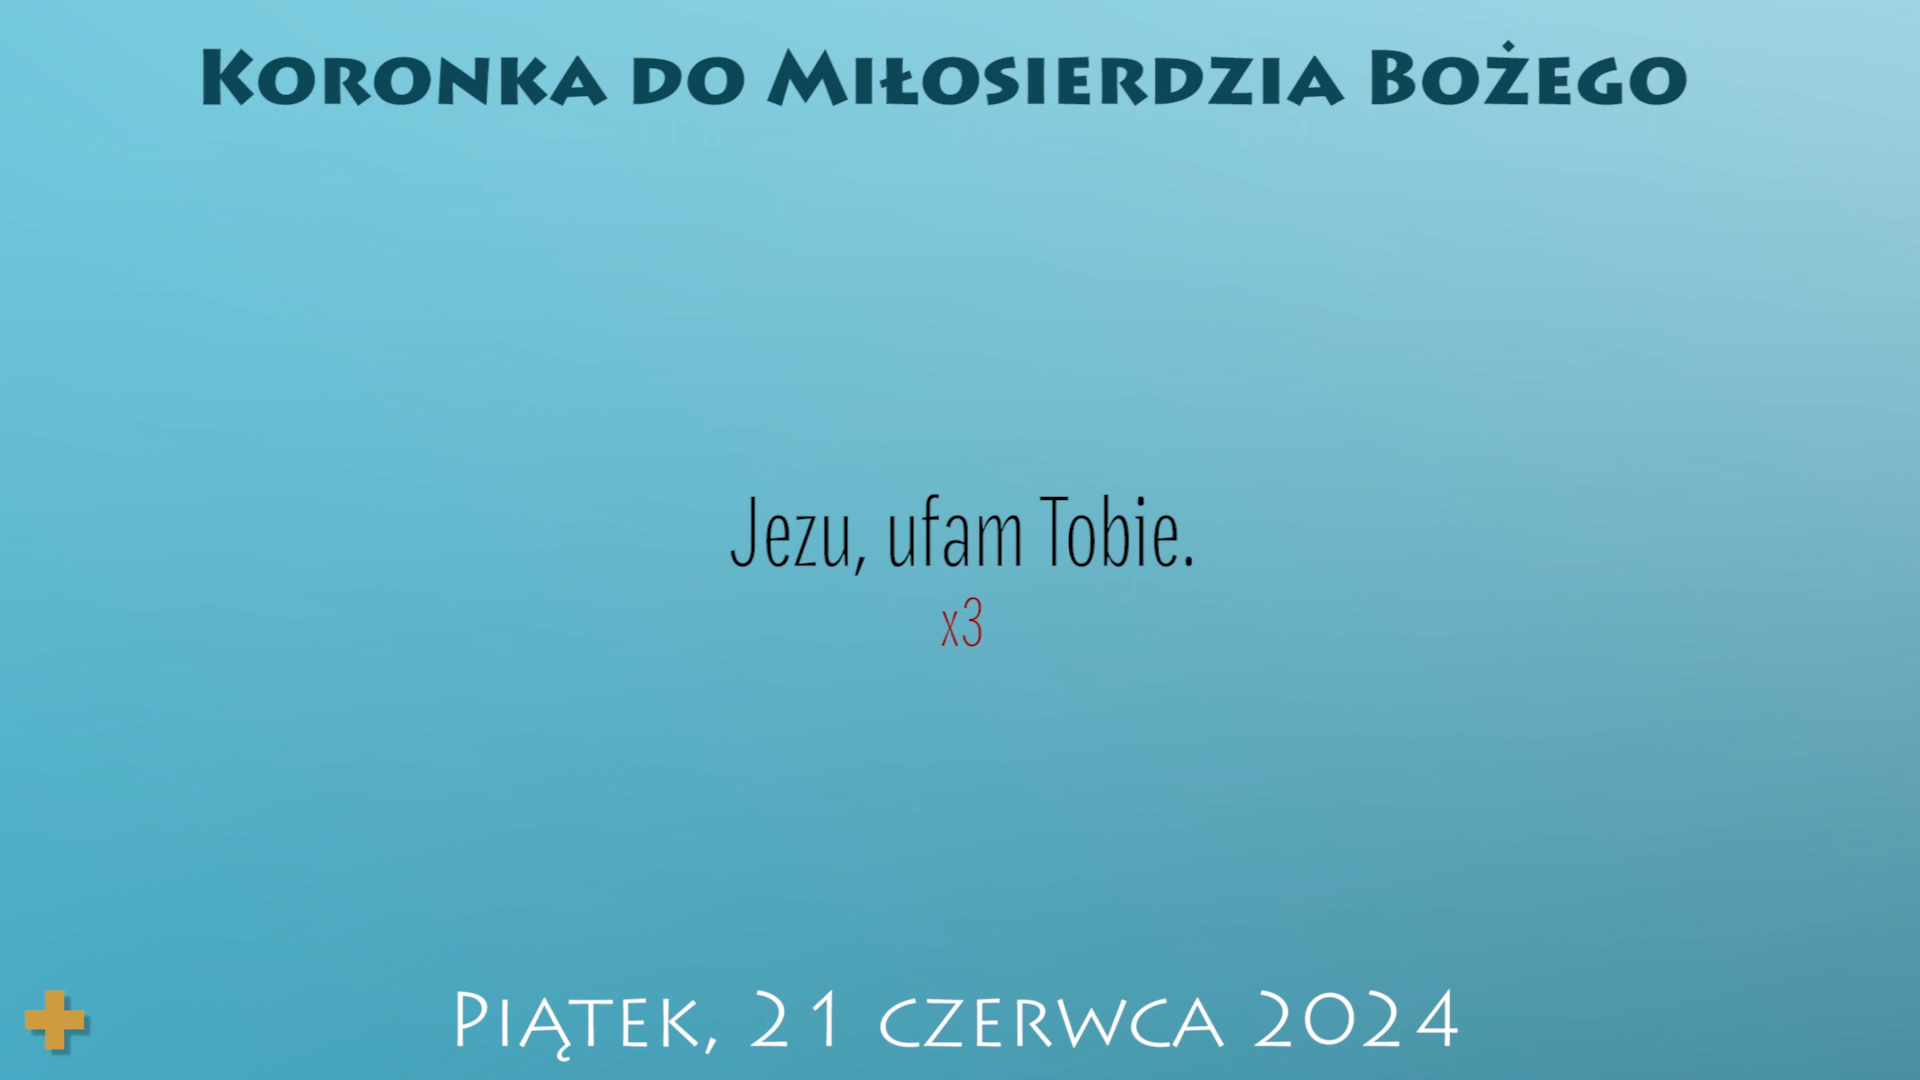 Koronka do Miłosierdzia Bożego
Jezu, ufam Tobie.
x3
Piątek, 21 czerwca 2024